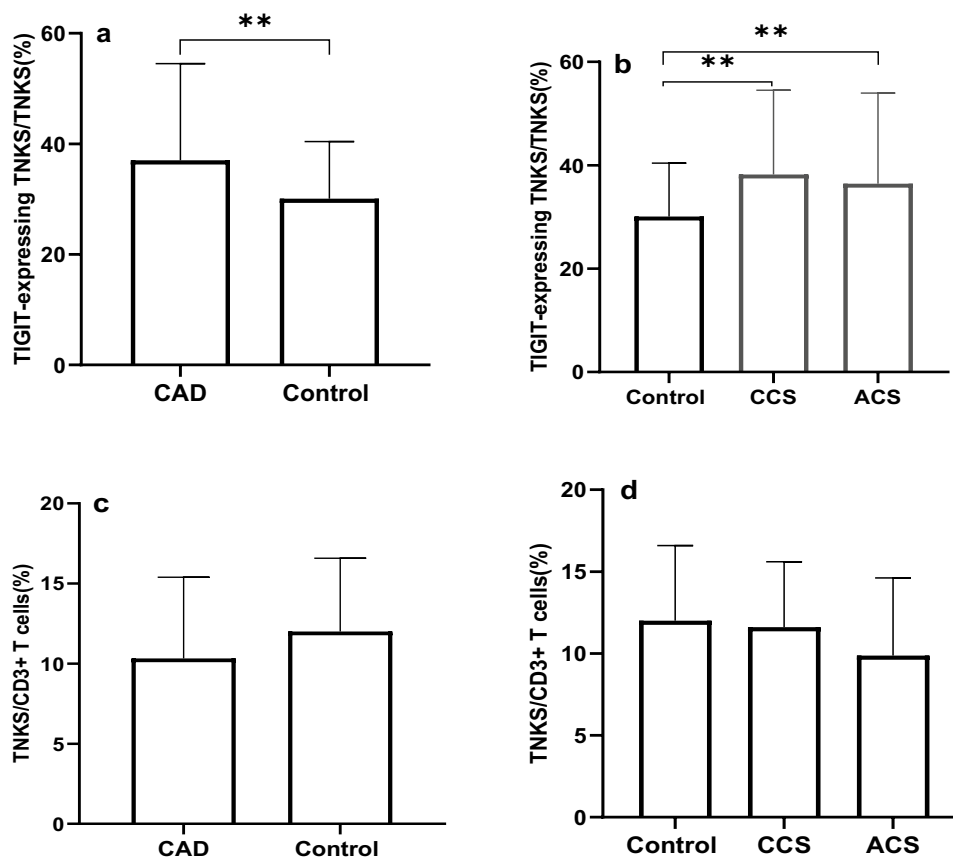 a
**
TIGIT-expressing TNKS/TNKS(%)
60
40
20
0
CAD Control
b
**
**
TIGIT-expressing TNKS/TNKS(%)
60
40
20
0
Control CCS ACS
c
TNKS/CD3+ T cells(%)
20
15
10
5
0
CAD Control
d
TNKS/CD3+ T cells(%)
20
15
10
5
0
Control CCS ACS